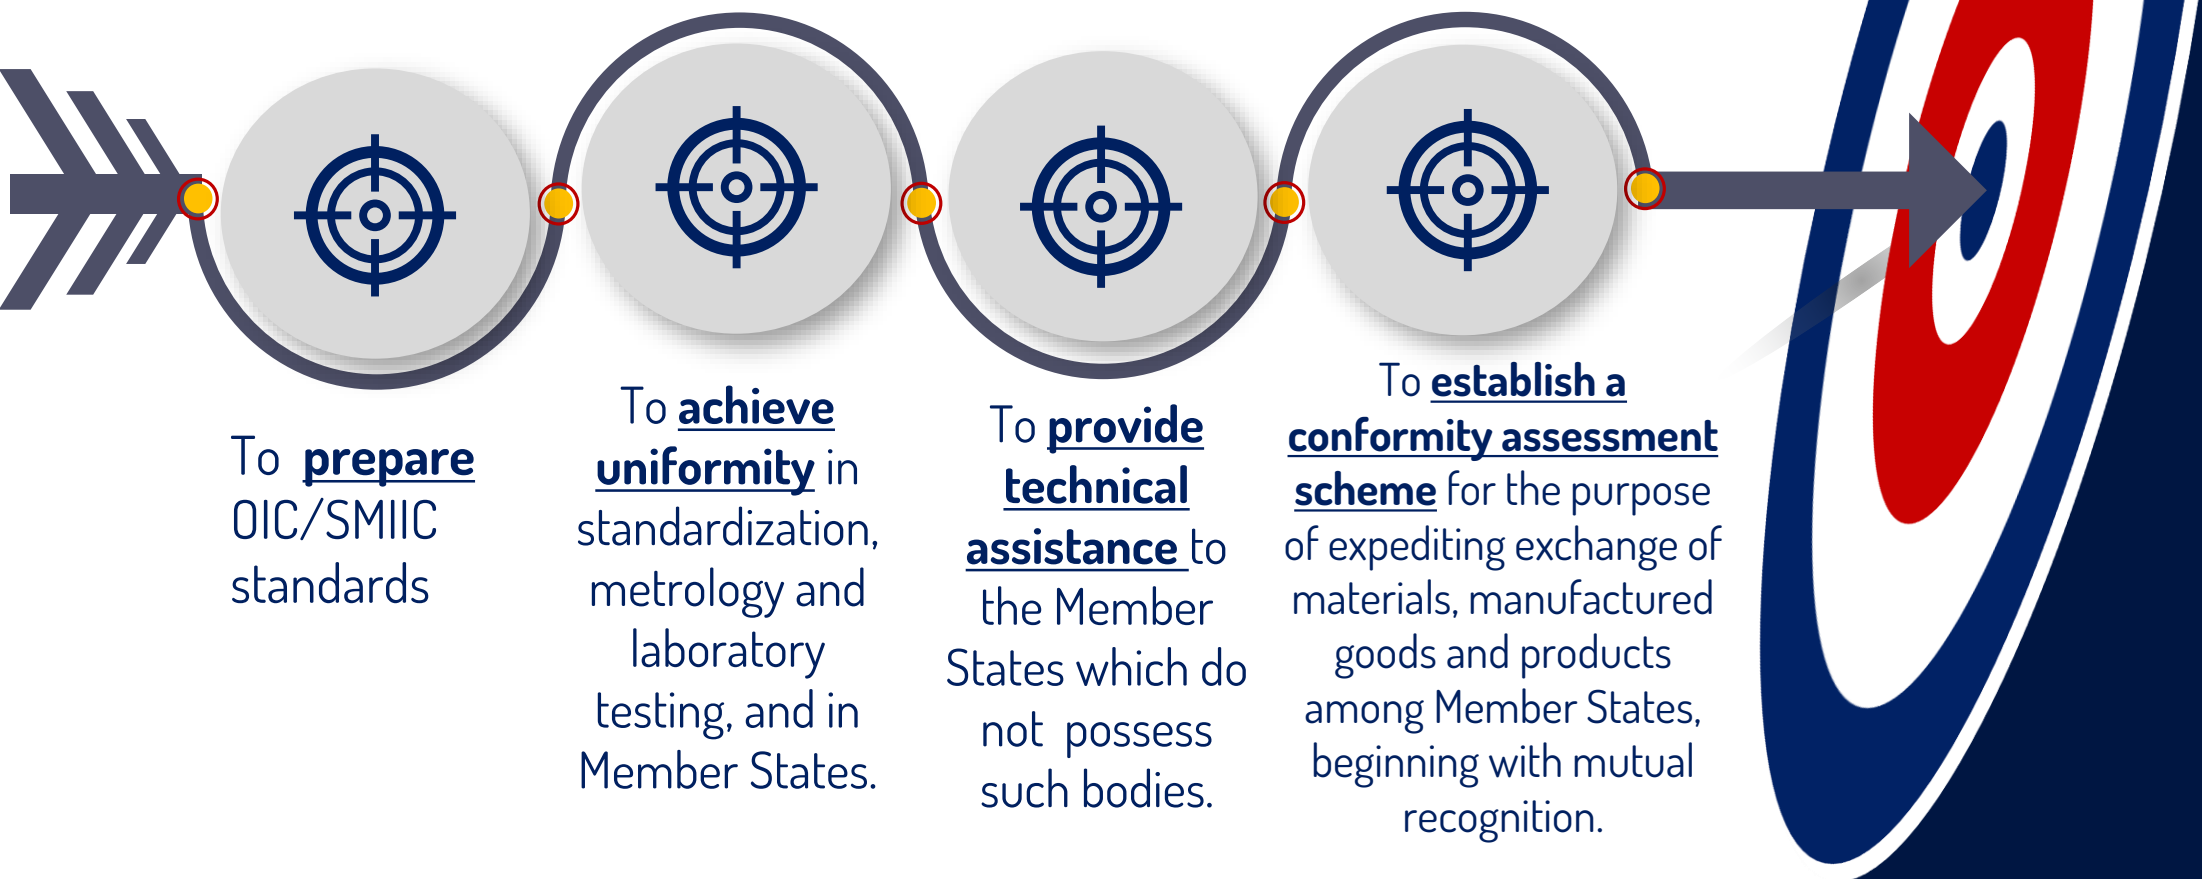 To prepare
OIC/SMIIC
standards
To achieve
uniformity in
standardization,
metrology and
laboratory
testing, and in
Member States.
To provide
technical
assistance to
the Member
States which do
not possess
such bodies.
To establish a
conformity assessment
scheme for the purpose
of expediting exchange of
materials, manufactured
goods and products
among Member States,
beginning with mutual
recognition.